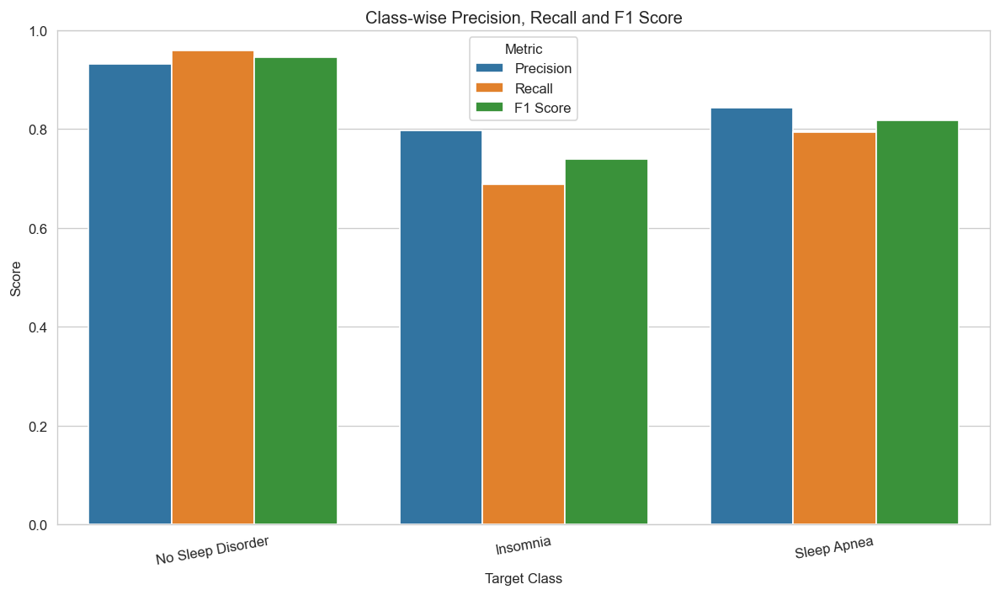 Class-wise Precision, Recall and F1 Score
Metric
Precision
Recall
F1 Score
1.0
0.8
0.6
0.4
0.2
0.0
Score
No Sleep Disorder
Insomnia
Sleep Apnea
Target Class